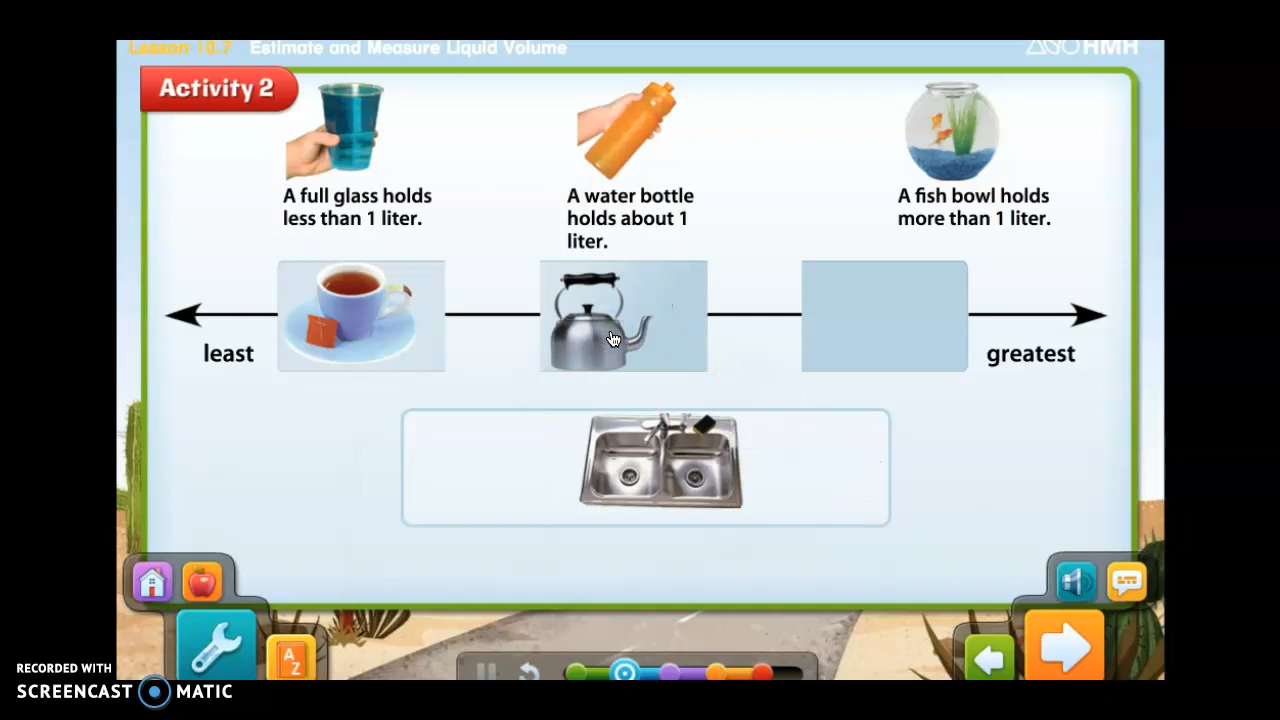 Lesson 10.7 Estimate and Measure Liquid Volume
HMH
Activity 2
A full glass holds
less than 1 liter.
A water bottle
holds about 1
liter.
A fish bowl holds
more than 1 liter.
least
greatest
A
Z
RECORDED WITH
SCREENCAST MATIC